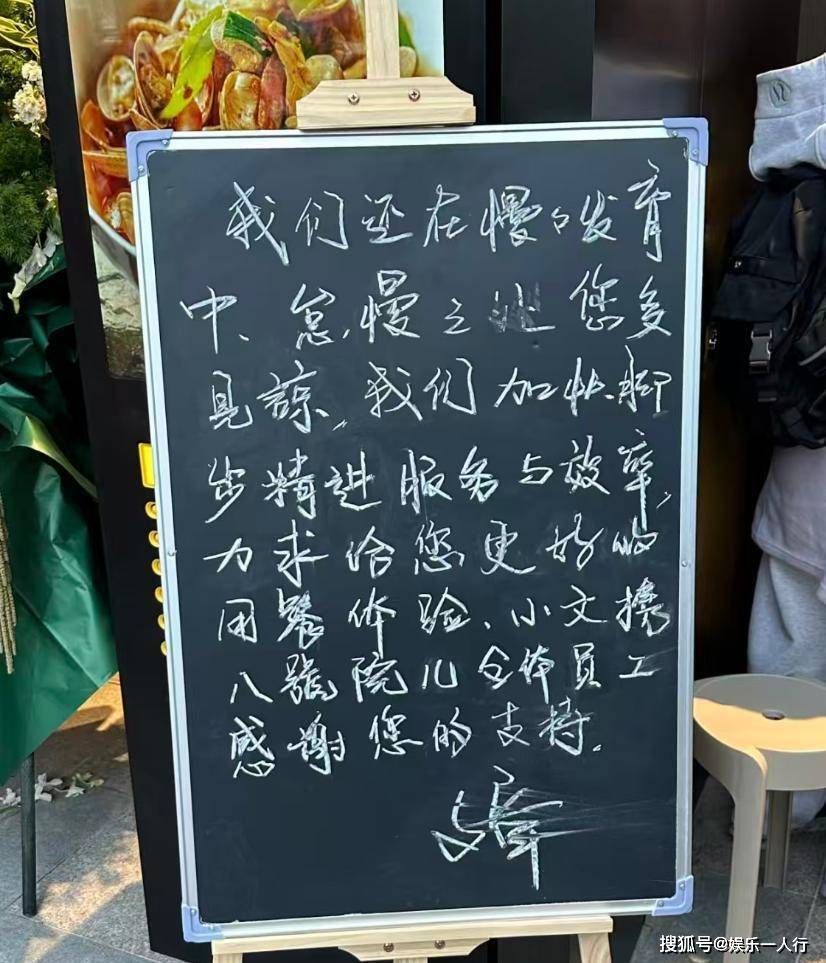 我们还在慢々发育
中、怠慢之处您多
见谅、我们加快脚
步精进服务与效率,
力求给您更好的
用餐体验、小文携
八號院儿全体员工
感谢您的支持.
搜狐号@娱乐一人行